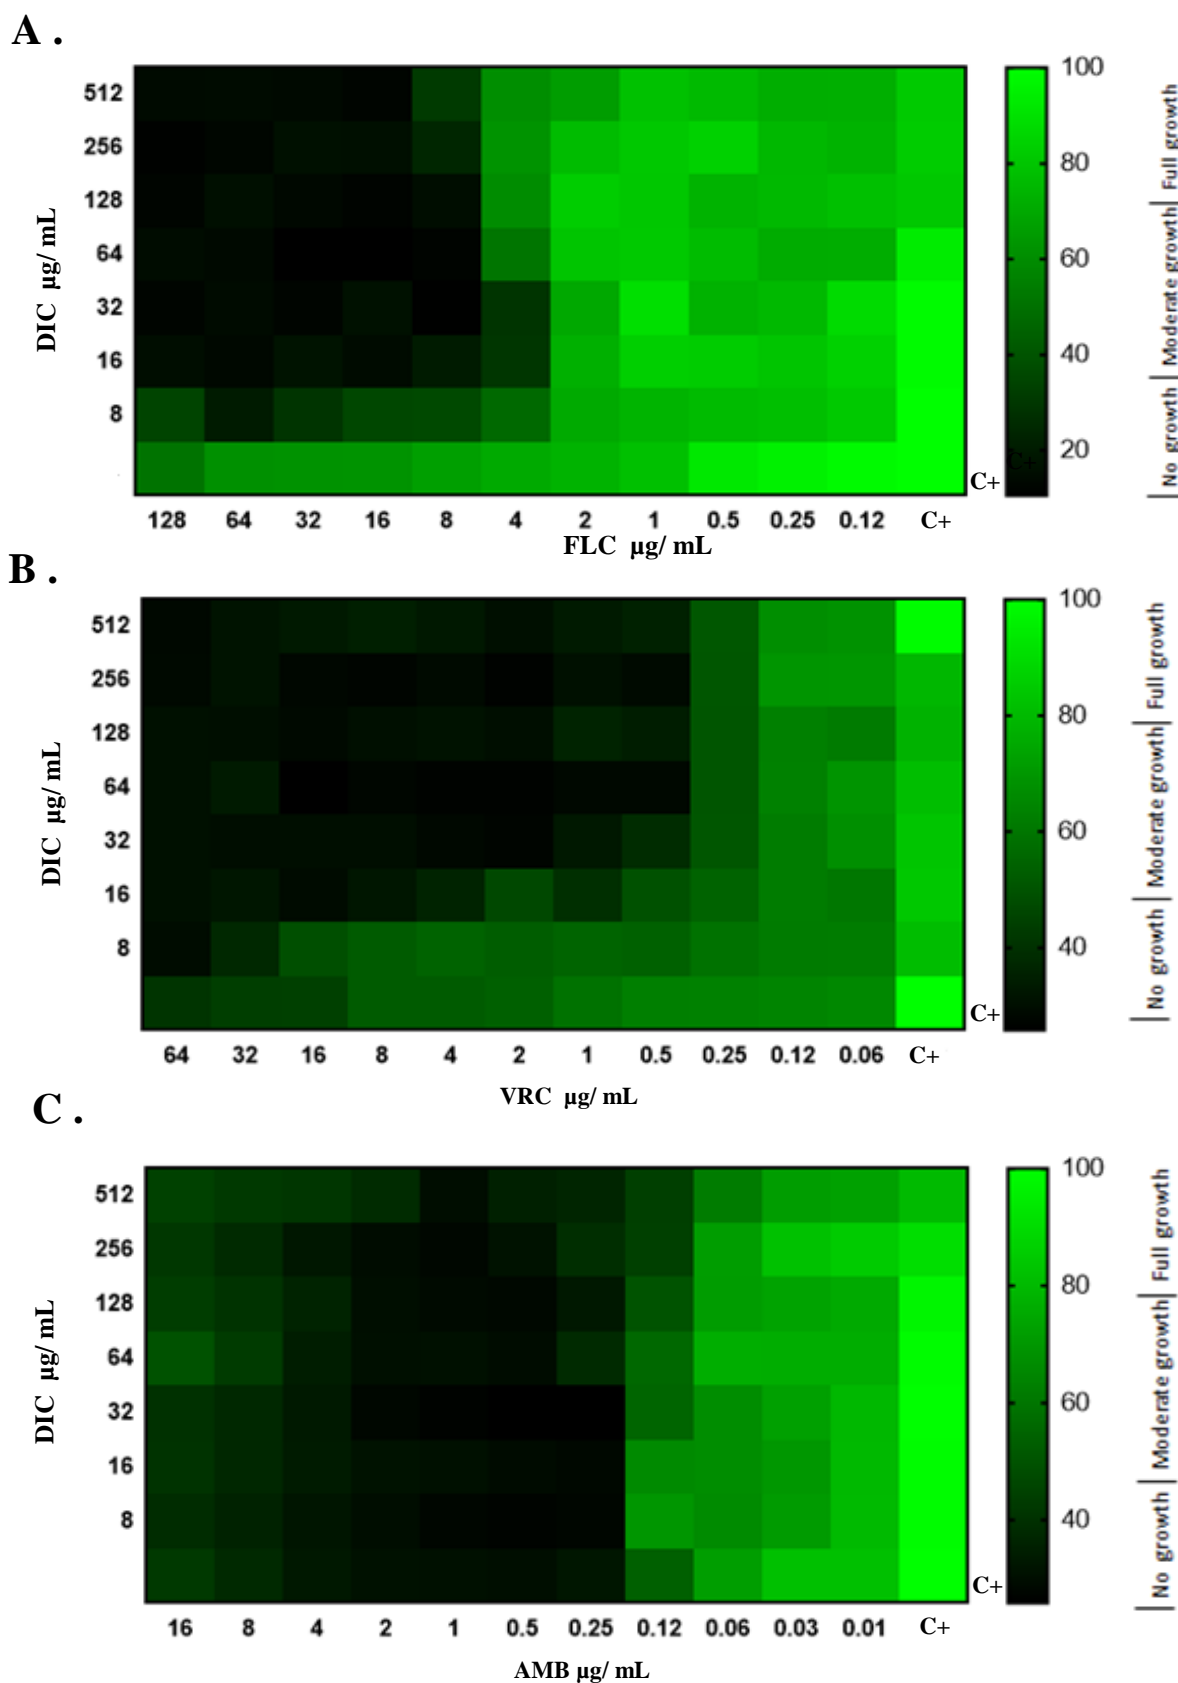 A .
512
256
128
64
32
16
8
DIC µg/ mL
128 64 32 16 8 4 2 1 0.5 0.25 0.12 C+
FLC µg/ mL
C+
C+
100
80
60
40
20
Full growth
Moderate growth
No growth
B .
512
256
128
64
32
16
8
DIC µg/ mL
64 32 16 8 4 2 1 0.5 0.25 0.12 0.06 C+
VRC µg/ mL
C+
100
80
60
40
Full growth
Moderate growth
No growth
C .
512
256
128
64
32
16
8
DIC µg/ mL
16 8 4 2 1 0.5 0.25 0.12 0.06 0.03 0.01 C+
AMB µg/ mL
C+
100
80
60
40
Full growth
Moderate growth
No growth